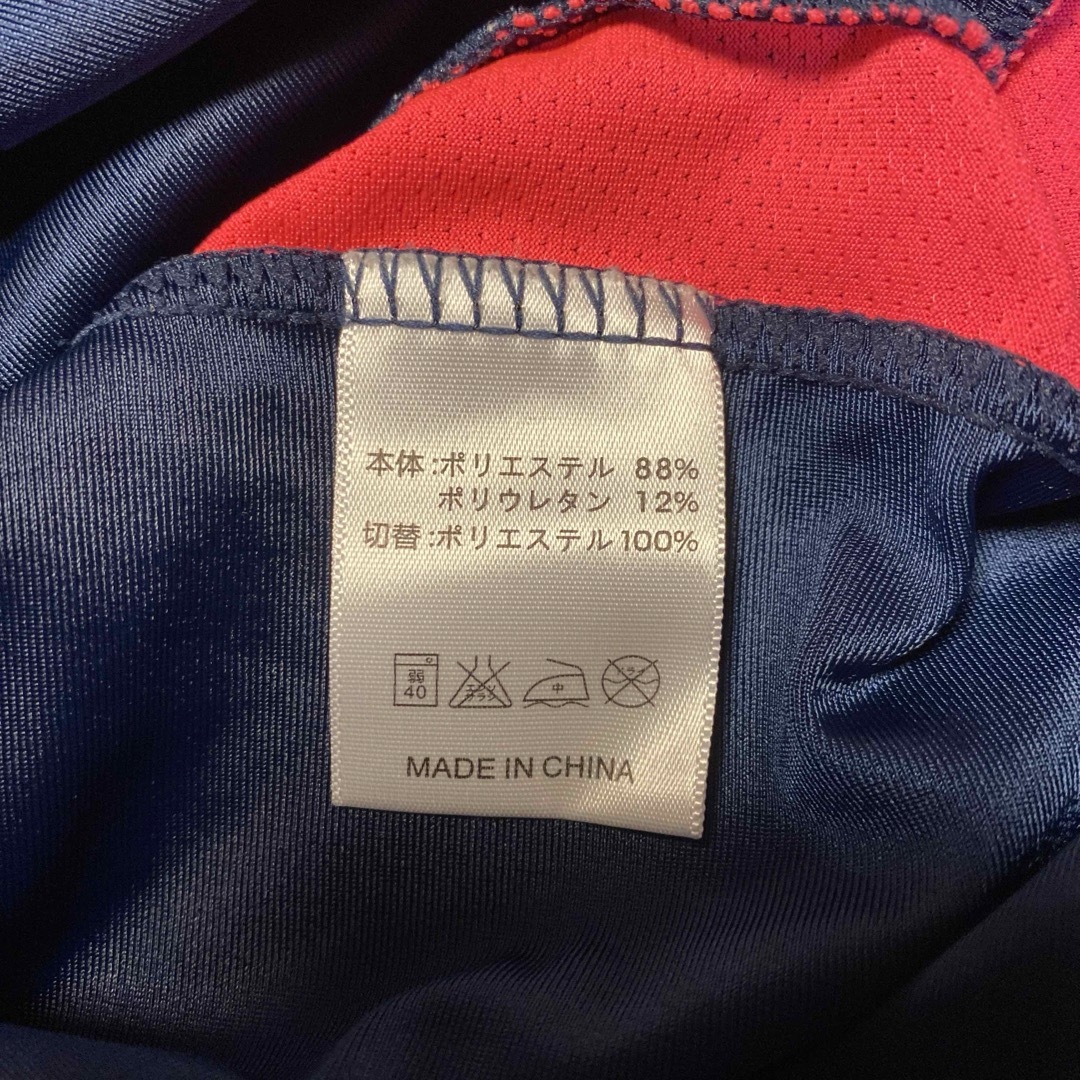 本体:ポリエステル 88%
ポリウレタン 12%
切替:ポリエステル100%
弱
40
中
MADE IN CHINA